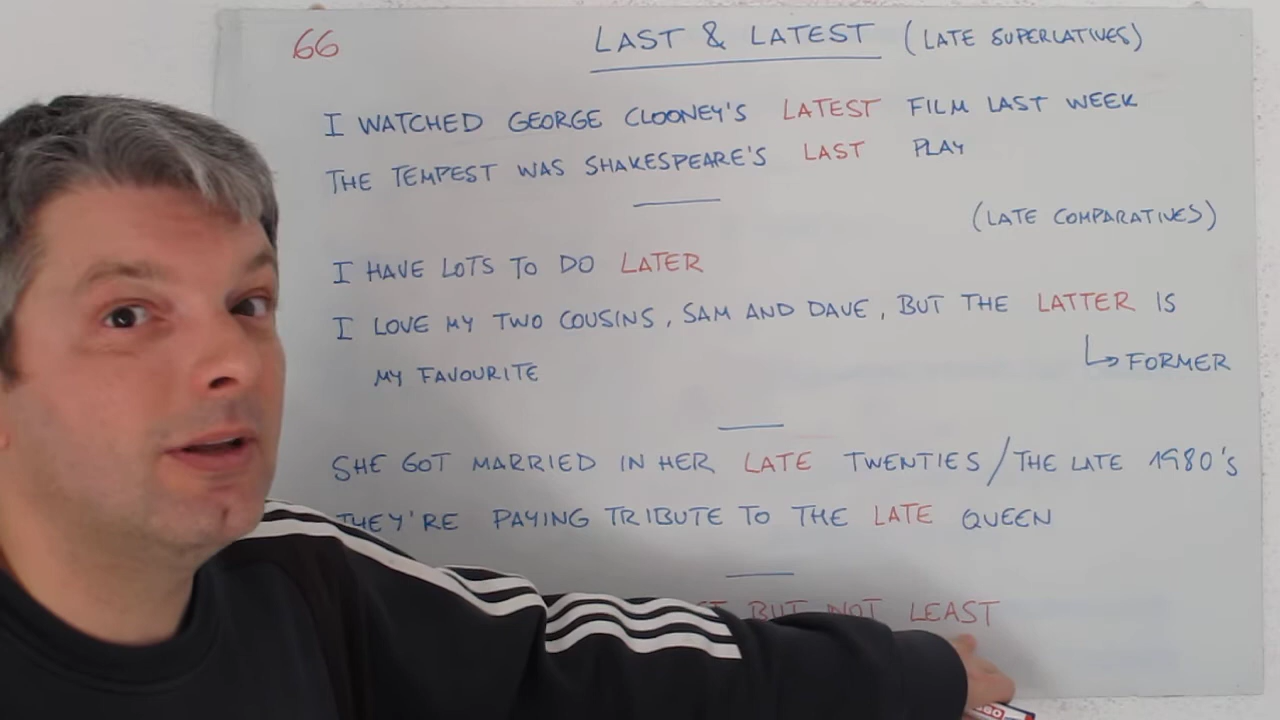 66
LAST & LATEST (LATE SUPERLATIVES)
I WATCHED GEORGE CLOONEY'S LATEST FILM LAST WEEK
THE TEMPEST WAS SHAKESPEARE'S LAST PLAY
(LATE COMPARATIVES)
I HAVE LOTS TO DO LATER
I LOVE MY TWO COUSINS, SAM AND DAVE, BUT THE LATTER IS
↳ FORMER
MY FAVOURITE
SHE GOT MARRIED IN HER LATE TWENTIES / THE LATE 1980'S
THEY'RE PAYING TRIBUTE TO THE LATE QUEEN
BUT NOT LEAST